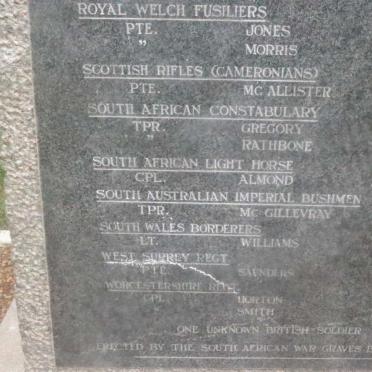 ROYAL WELCH FUSILIERS
PTE. JONES
" MORRIS
SCOTTISH RIFLES (CAMERONIANS)
PTE. MC ALLISTER
SOUTH AFRICAN CONSTABULARY
TPR. GREGORY
" RATHBONE
SOUTH AFRICAN LIGHT HORSE
CPL. ALMOND
SOUTH AUSTRALIAN IMPERIAL BUSHMEN
TPR. MC GILLEVRAY
SOUTH WALES BORDERERS
LT. WILLIAMS
WEST SURREY REGT.
PTE. SAUNDERS
WORCESTERSHIRE REGT.
CPL. HORTON
SMITH
ONE UNKNOWN BRITISH SOLDIER
ERECTED BY THE SOUTH AFRICAN WAR GRAVES